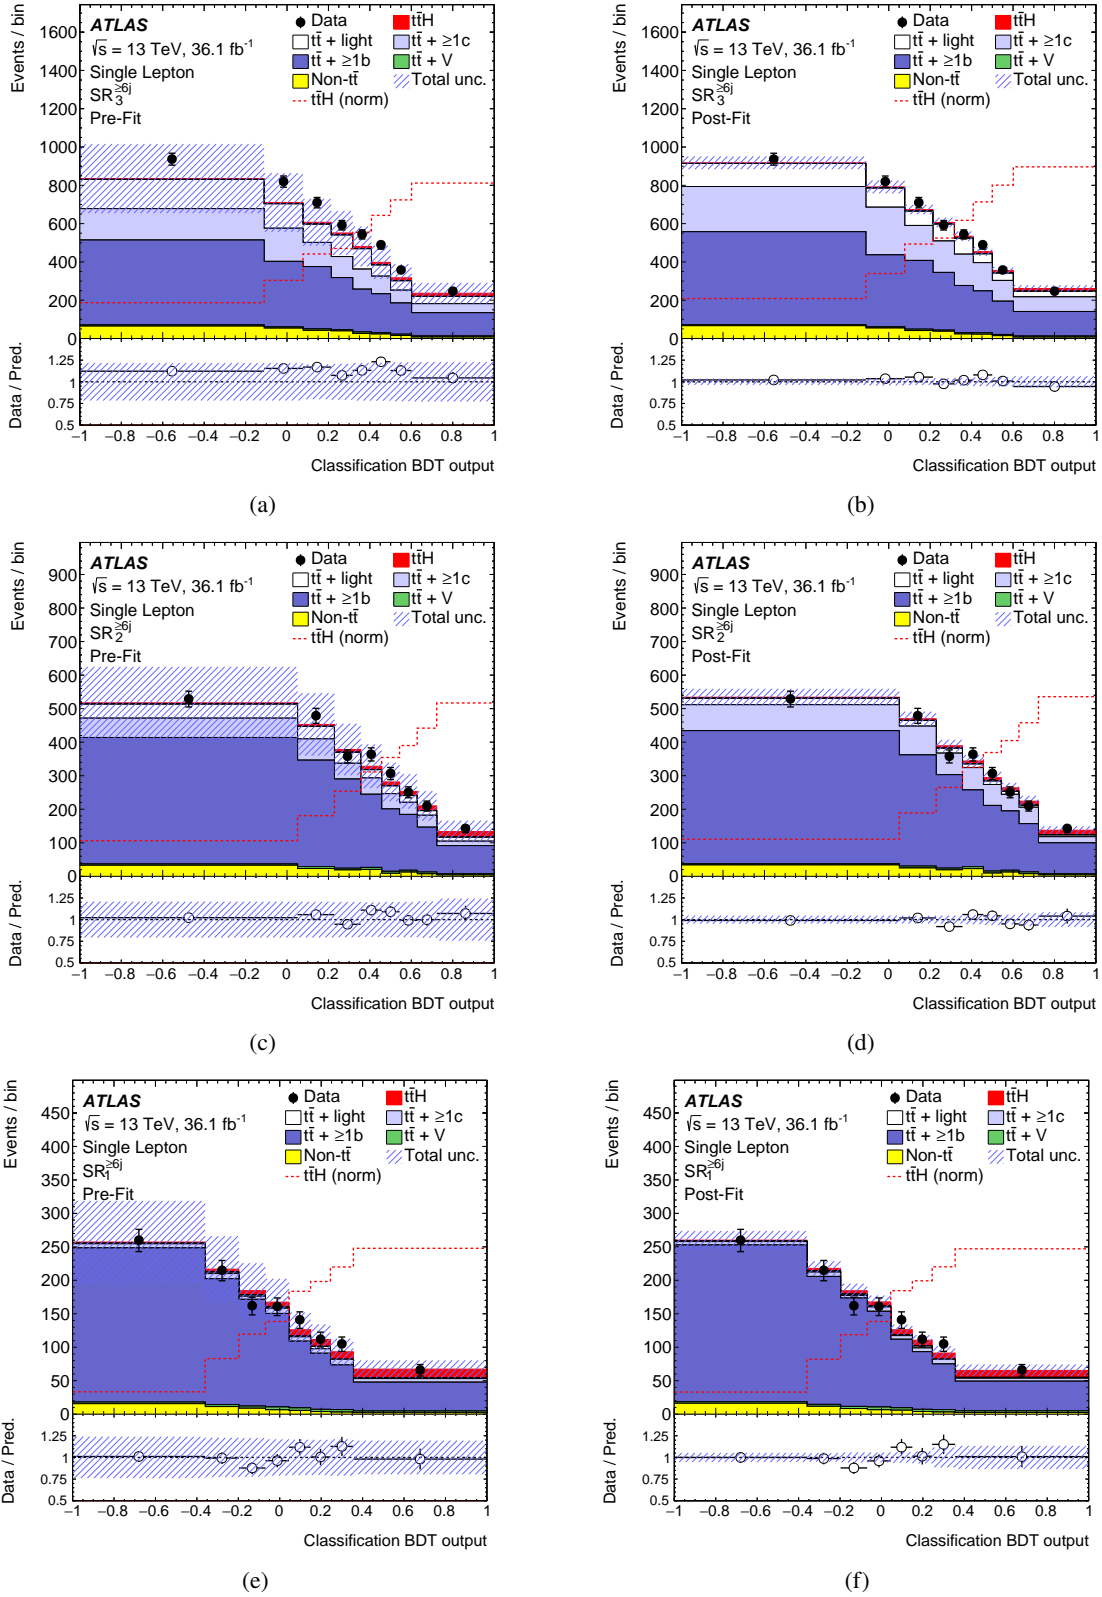 Events / bin
1600
1400
1200
1000
800
600
400
200
0
ATLAS
√s = 13 TeV, 36.1 fb-1
Single Lepton
SR3≥6j
Pre-Fit
Data
tt̄H
tt̄ + light
tt̄ + ≥1c
tt̄ + ≥1b
tt̄ + V
Non-tt̄
Total unc.
tt̄H (norm)
Data / Pred.
1.25
1
0.75
0.5
−1 −0.8 −0.6 −0.4 −0.2 0 0.2 0.4 0.6 0.8 1
Classification BDT output
(a)
Events / bin
1600
1400
1200
1000
800
600
400
200
0
ATLAS
√s = 13 TeV, 36.1 fb-1
Single Lepton
SR3≥6j
Post-Fit
Data
tt̄H
tt̄ + light
tt̄ + ≥1c
tt̄ + ≥1b
tt̄ + V
Non-tt̄
Total unc.
tt̄H (norm)
Data / Pred.
1.25
1
0.75
0.5
−1 −0.8 −0.6 −0.4 −0.2 0 0.2 0.4 0.6 0.8 1
Classification BDT output
(b)
Events / bin
900
800
700
600
500
400
300
200
100
0
ATLAS
√s = 13 TeV, 36.1 fb-1
Single Lepton
SR2≥6j
Pre-Fit
Data
tt̄H
tt̄ + light
tt̄ + ≥1c
tt̄ + ≥1b
tt̄ + V
Non-tt̄
Total unc.
tt̄H (norm)
Data / Pred.
1.25
1
0.75
0.5
−1 −0.8 −0.6 −0.4 −0.2 0 0.2 0.4 0.6 0.8 1
Classification BDT output
(c)
Events / bin
900
800
700
600
500
400
300
200
100
0
ATLAS
√s = 13 TeV, 36.1 fb-1
Single Lepton
SR2≥6j
Post-Fit
Data
tt̄H
tt̄ + light
tt̄ + ≥1c
tt̄ + ≥1b
tt̄ + V
Non-tt̄
Total unc.
tt̄H (norm)
Data / Pred.
1.25
1
0.75
0.5
−1 −0.8 −0.6 −0.4 −0.2 0 0.2 0.4 0.6 0.8 1
Classification BDT output
(d)
Events / bin
450
400
350
300
250
200
150
100
50
0
ATLAS
√s = 13 TeV, 36.1 fb-1
Single Lepton
SR1≥6j
Pre-Fit
Data
tt̄H
tt̄ + light
tt̄ + ≥1c
tt̄ + ≥1b
tt̄ + V
Non-tt̄
Total unc.
tt̄H (norm)
Data / Pred.
1.25
1
0.75
0.5
−1 −0.8 −0.6 −0.4 −0.2 0 0.2 0.4 0.6 0.8 1
Classification BDT output
(e)
Events / bin
450
400
350
300
250
200
150
100
50
0
ATLAS
√s = 13 TeV, 36.1 fb-1
Single Lepton
SR1≥6j
Post-Fit
Data
tt̄H
tt̄ + light
tt̄ + ≥1c
tt̄ + ≥1b
tt̄ + V
Non-tt̄
Total unc.
tt̄H (norm)
Data / Pred.
1.25
1
0.75
0.5
−1 −0.8 −0.6 −0.4 −0.2 0 0.2 0.4 0.6 0.8 1
Classification BDT output
(f)